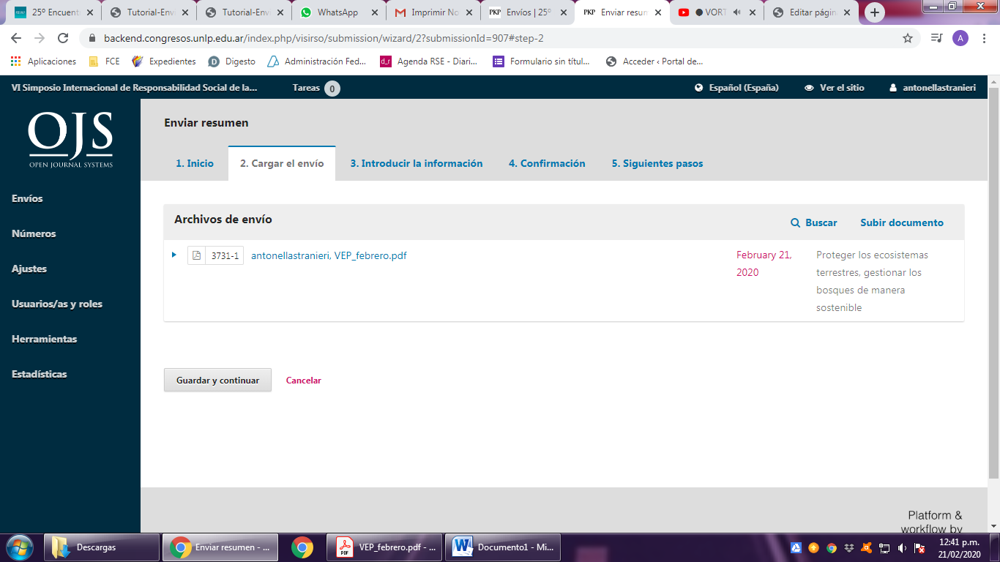 25º Encuent
Tutorial-Env
Tutorial-Env
WhatsApp
Imprimir No
PKP Envíos | 25º
PKP Enviar resum
VORT
Editar págin
backend.congresos.unlp.edu.ar/index.php/visirso/submission/wizard/2?submissionId=907#step-2
A
Aplicaciones
FCE
Expedientes
Digesto
Administración Fed...
d_r Agenda RSE - Diari...
Formulario sin títul...
Acceder ‹ Portal de...
VI Simposio Internacional de Responsabilidad Social de la...
Tareas 0
Español (España)
Ver el sitio
antonellastranieri
OJS
OPEN JOURNAL SYSTEMS
Envíos
Números
Ajustes
Usuarios/as y roles
Herramientas
Estadísticas
Enviar resumen
1. Inicio
2. Cargar el envío
3. Introducir la información
4. Confirmación
5. Siguientes pasos
Archivos de envío
Buscar
Subir documento
3731-1
antonellastranieri, VEP_febrero.pdf
February 21,
2020
Proteger los ecosistemas
terrestres, gestionar los
bosques de manera
sostenible
Guardar y continuar
Cancelar
Platform &
workflow by
Descargas
Enviar resumen - ...
VEP_febrero.pdf - ...
Documento1 - Mi...
12:41 p.m.
21/02/2020